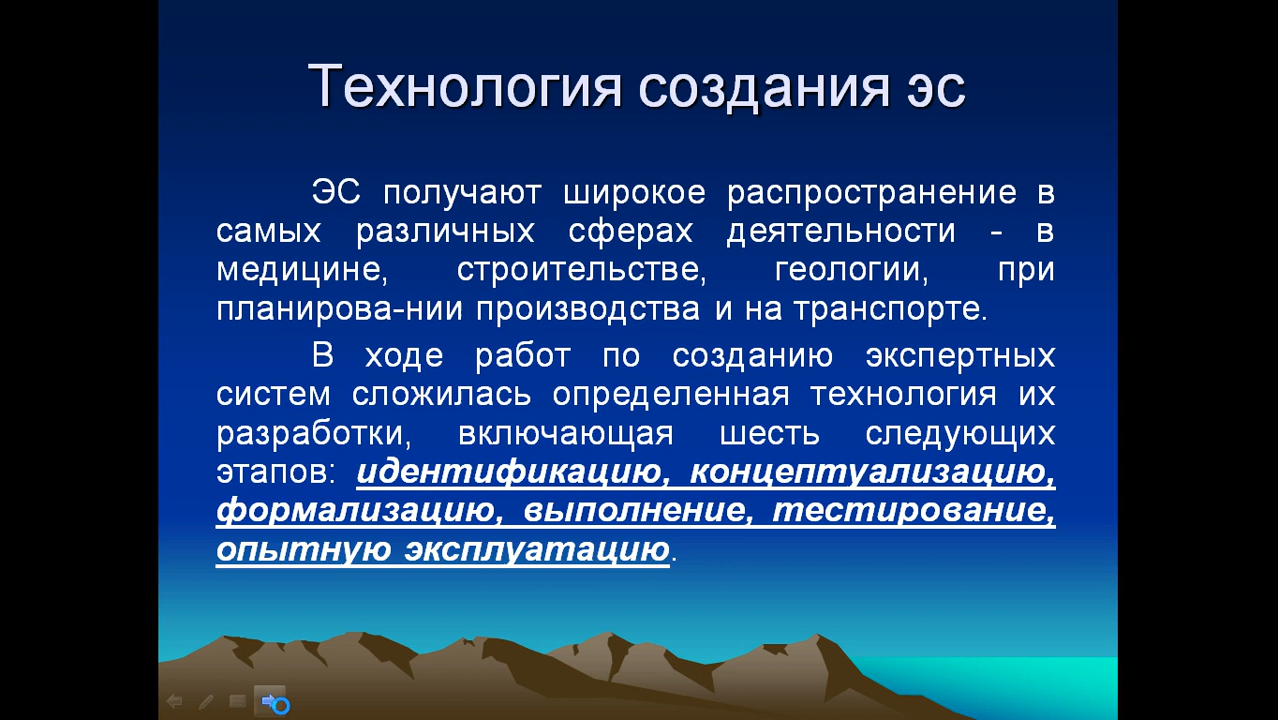 Технология создания эс
ЭС получают широкое распространение в
самых различных сферах деятельности - в
медицине, строительстве, геологии, при
планирова-нии производства и на транспорте.
В ходе работ по созданию экспертных
систем сложилась определенная технология их
разработки, включающая шесть следующих
этапов: идентификацию, концептуализацию,
формализацию, выполнение, тестирование,
опытную эксплуатацию.